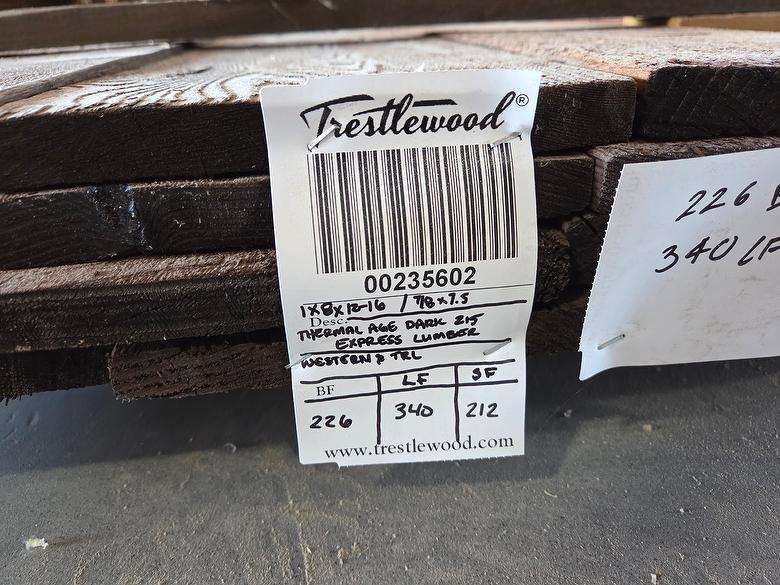 Trestlewood®
00235602
1x8x12-16 / 7/8 x 7.5
Desc.
THERMAL AGE DARK 215
EXPRESS LUMBER
WESTERN & TRL
BF LF SF
226 340 212
www.trestlewood.com
226
340 LF